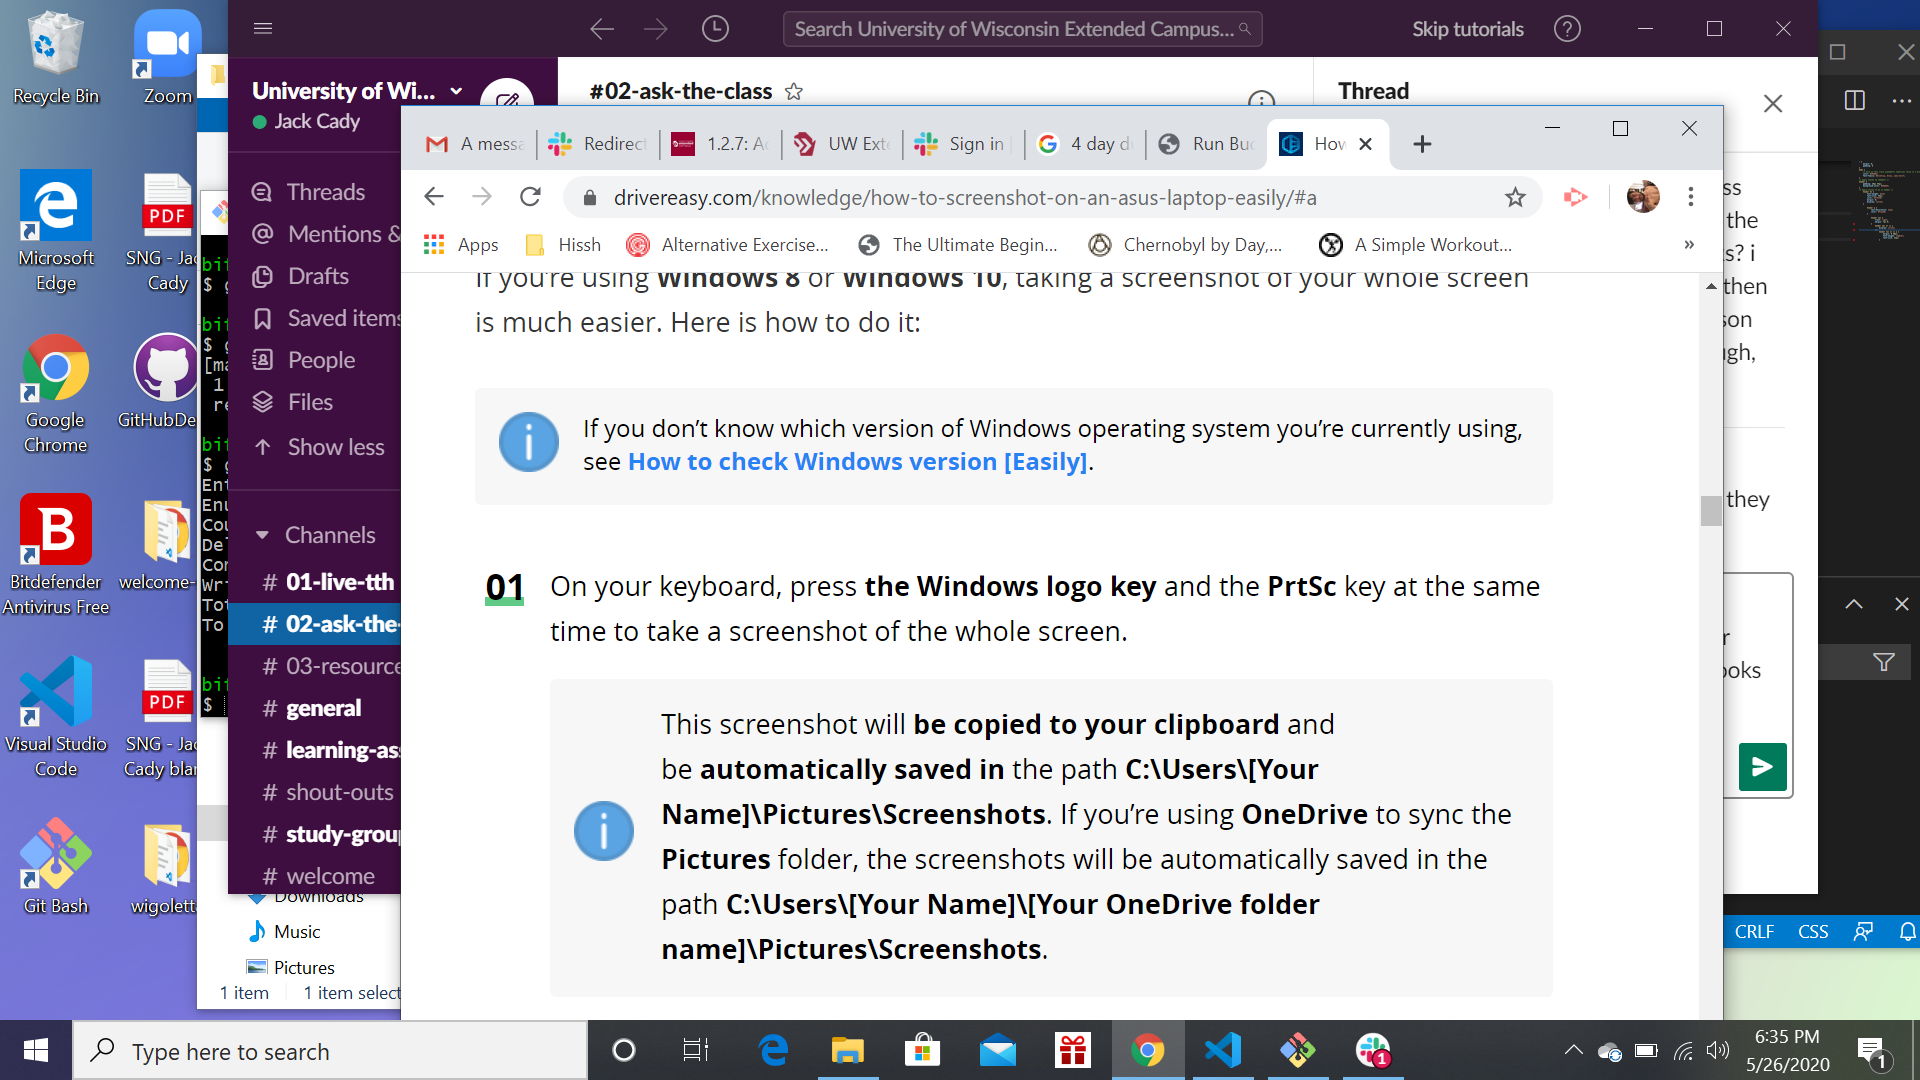 Recycle Bin
Zoom
Microsoft
Edge
SNG - Ja
Cady
Google
Chrome
GitHubDe
Bitdefender
Antivirus Free
welcome-
Visual Studio
Code
SNG - Ja
Cady bla
Git Bash
wigolett
PDF
PDF
Search University of Wisconsin Extended Campus...
Skip tutorials
University of Wi...
Jack Cady
#02-ask-the-class
Thread
Threads
Mentions &
Drafts
Saved items
People
Files
Show less
Channels
# 01-live-tth
# 02-ask-the-
# 03-resource
# general
# learning-as
# shout-outs
# study-grou
# welcome
A messa
Redirect
1.2.7: A
UW Exte
Sign in
4 day d
Run Bu
How
drivereasy.com/knowledge/how-to-screenshot-on-an-asus-laptop-easily/#a
Apps
Hissh
Alternative Exercise...
The Ultimate Begin...
Chernobyl by Day,...
A Simple Workout...
»
If you're using Windows 8 or Windows 10, taking a screenshot of your whole screen
is much easier. Here is how to do it:
If you don’t know which version of Windows operating system you’re currently using,
see How to check Windows version [Easily].
01 On your keyboard, press the Windows logo key and the PrtSc key at the same
time to take a screenshot of the whole screen.
This screenshot will be copied to your clipboard and
be automatically saved in the path C:\Users\[Your
Name]\Pictures\Screenshots. If you’re using OneDrive to sync the
Pictures folder, the screenshots will be automatically saved in the
path C:\Users\[Your Name]\[Your OneDrive folder
name]\Pictures\Screenshots.
ss
the
s? i
then
son
ugh,
they
r
ooks
Downloads
Music
Pictures
1 item
1 item select
CRLF
CSS
Type here to search
1
6:35 PM
5/26/2020
1